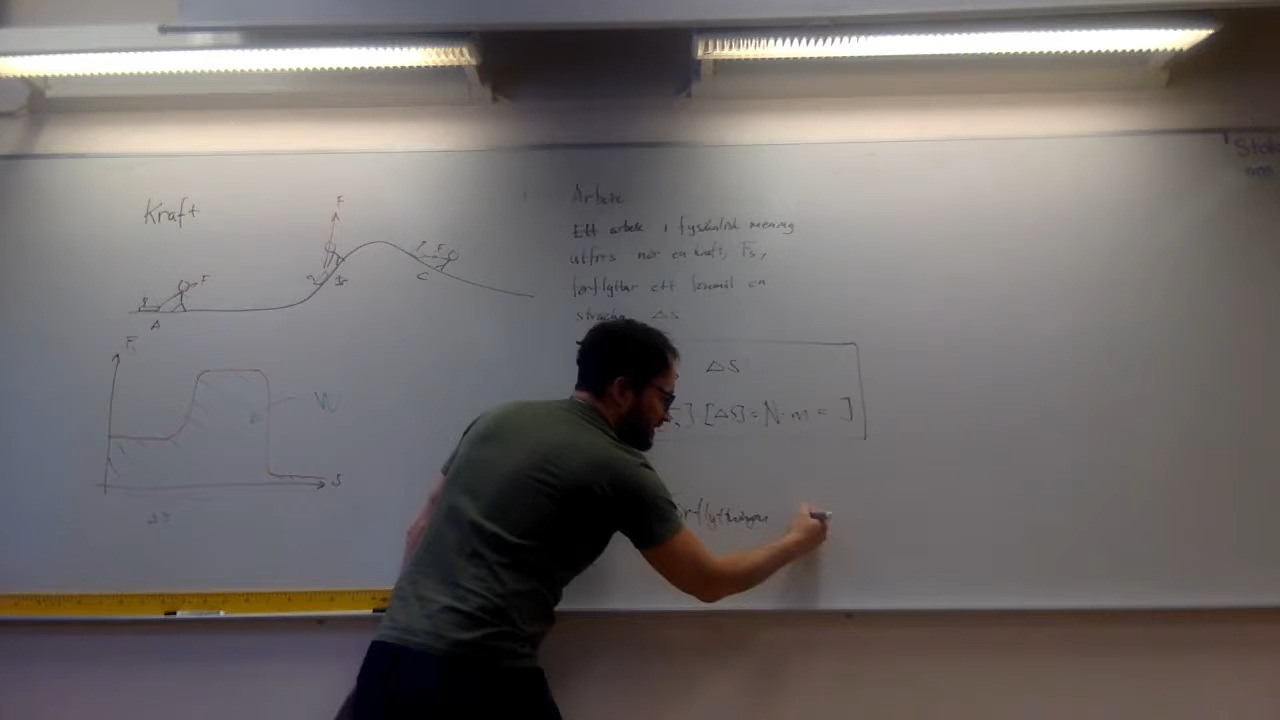 Kraft
F
F
F
A
B
C
F
W
S
ΔS
Arbete
Ett arbete i fysikalisk mening
utförs när en kraft, Fs,
förflyttar ett föremål en
sträcka ΔS
ΔS
] [ΔS] = N·m = ]
förflyttningen